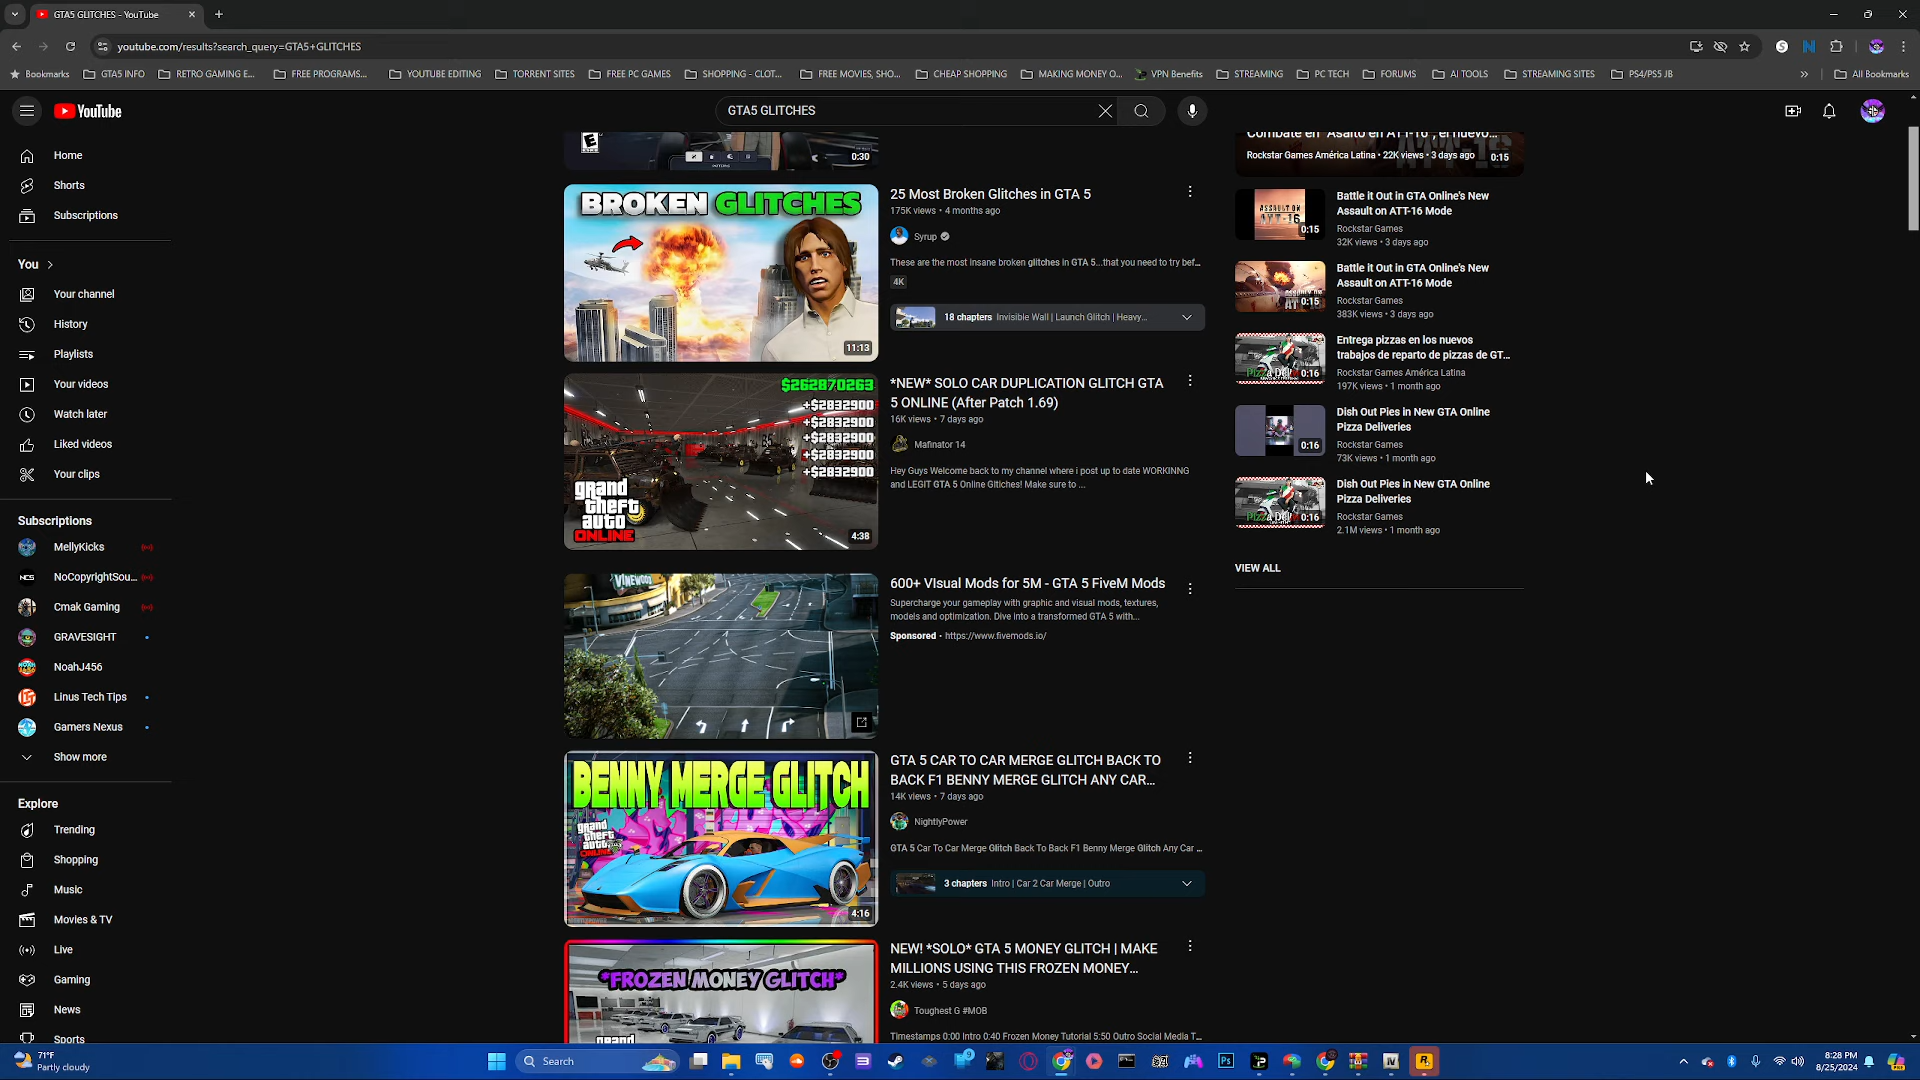 GTA5 GLITCHES - YouTube
youtube.com/results?search_query=GTA5+GLITCHES
Bookmarks GTA5 INFO RETRO GAMING E... FREE PROGRAMS... YOUTUBE EDITING TORRENT SITES FREE PC GAMES SHOPPING - CLOT... FREE MOVIES, SHO... CHEAP SHOPPING MAKING MONEY O... VPN Benefits STREAMING PC TECH FORUMS AI TOOLS STREAMING SITES PS4/PS5 JB All Bookmarks
YouTube
GTA5 GLITCHES
Home
Shorts
Subscriptions
You
Your channel
History
Playlists
Your videos
Watch later
Liked videos
Your clips
Subscriptions
MellyKicks
NoCopyrightSou...
Cmak Gaming
GRAVESIGHT
NoahJ456
Linus Tech Tips
Gamers Nexus
Show more
Explore
Trending
Shopping
Music
Movies & TV
Live
Gaming
News
Sports
E
0:30
BROKEN GLITCHES
11:13
25 Most Broken Glitches in GTA 5
175K views • 4 months ago
Syrup
These are the most insane broken glitches in GTA 5...that you need to try bef...
4K
18 chapters Invisible Wall | Launch Glitch | Heavy...
$262870263
+$2832900
+$2832900
+$2832900
+$2832900
+$2832900
grand
theft
auto
ONLINE
4:38
*NEW* SOLO CAR DUPLICATION GLITCH GTA
5 ONLINE (After Patch 1.69)
16K views • 7 days ago
Mafinator 14
Hey Guys Welcome back to my channel where i post up to date WORKINNG
and LEGIT GTA 5 Online Gltiches! Make sure to ...
VINEWOOD
600+ VIsual Mods for 5M - GTA 5 FiveM Mods
Supercharge your gameplay with graphic and visual mods, textures,
models and optimization. Dive into a transformed GTA 5 with...
Sponsored • https://www.fivemods.io/
BENNY MERGE GLITCH
grand
theft
auto
ONLINE
4:16
GTA 5 CAR TO CAR MERGE GLITCH BACK TO
BACK F1 BENNY MERGE GLITCH ANY CAR...
14K views • 7 days ago
NightlyPower
GTA 5 Car To Car Merge Glitch Back To Back F1 Benny Merge Glitch Any Car ...
3 chapters Intro | Car 2 Car Merge | Outro
*FROZEN MONEY GLITCH*
grand
NEW! *SOLO* GTA 5 MONEY GLITCH | MAKE
MILLIONS USING THIS FROZEN MONEY...
2.4K views • 5 days ago
Toughest G #MOB
Timestamps 0:00 Intro 0:40 Frozen Money Tutorial 5:50 Outro Social Media T...
Combate en "Asalto en ATT-16", el nuevo...
Rockstar Games América Latina • 22K views • 3 days ago
0:15
ASSAULT ON
ATT-16
0:15
Battle it Out in GTA Online's New
Assault on ATT-16 Mode
Rockstar Games
32K views • 3 days ago
0:15
Battle it Out in GTA Online's New
Assault on ATT-16 Mode
Rockstar Games
383K views • 3 days ago
0:16
Entrega pizzas en los nuevos
trabajos de reparto de pizzas de GT...
Rockstar Games América Latina
197K views • 1 month ago
0:16
Dish Out Pies in New GTA Online
Pizza Deliveries
Rockstar Games
73K views • 1 month ago
0:16
Dish Out Pies in New GTA Online
Pizza Deliveries
Rockstar Games
2.1M views • 1 month ago
VIEW ALL
71°F
Partly cloudy
Search
8:28 PM
8/25/2024